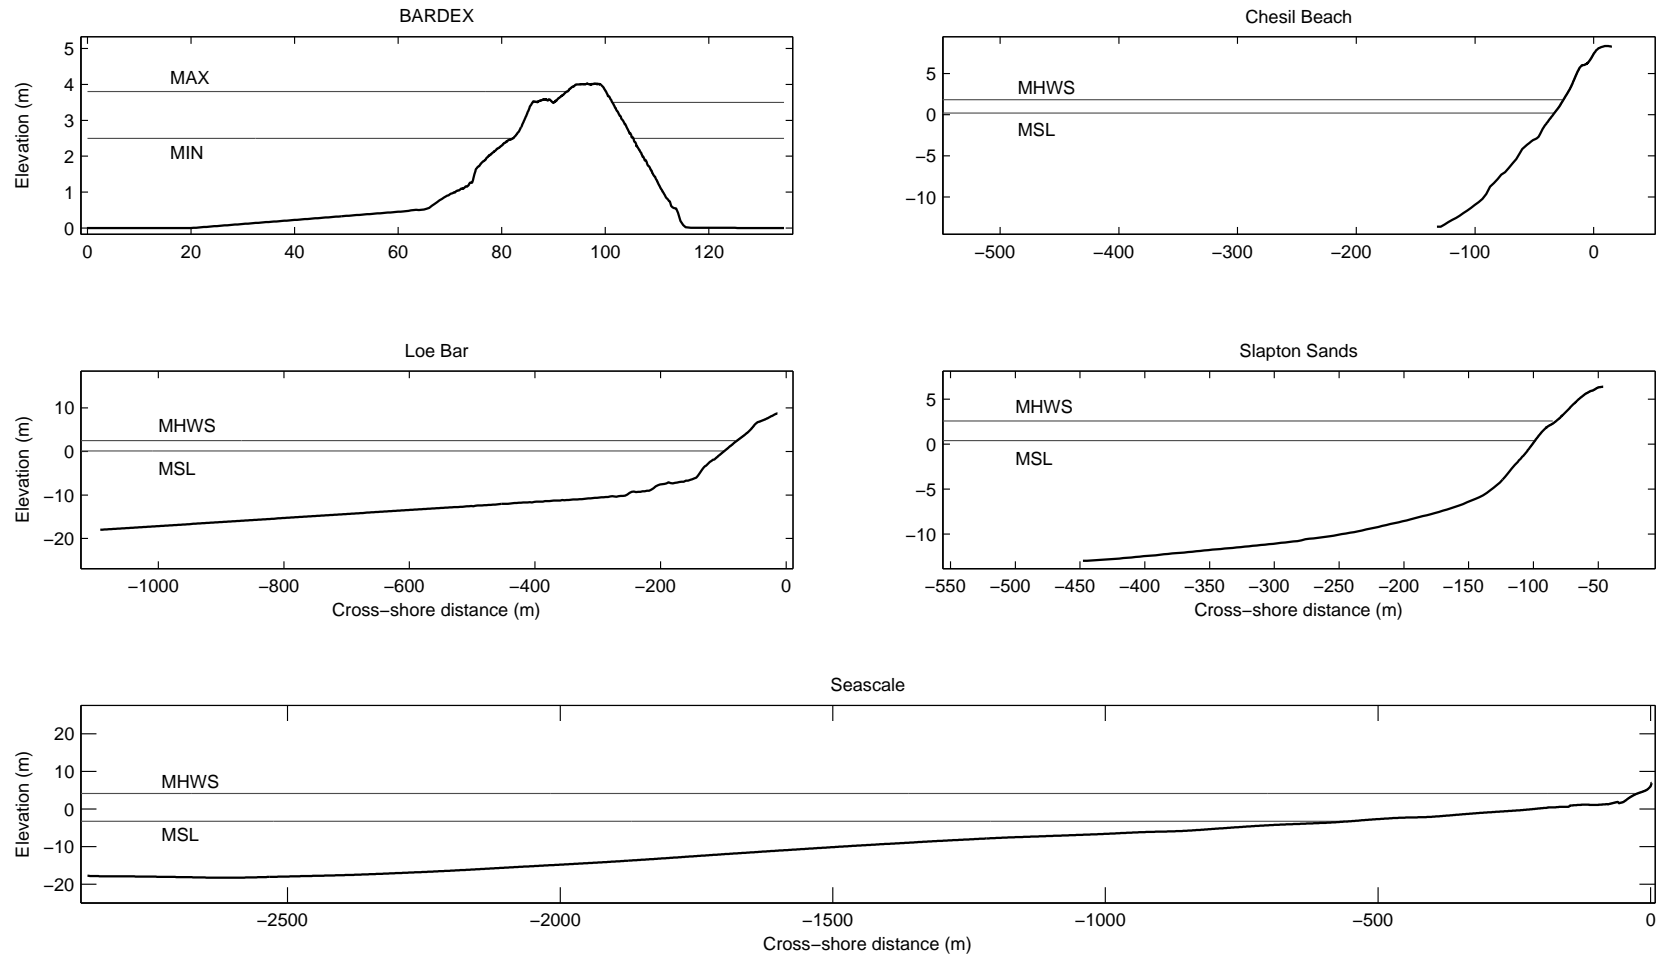 BARDEX
Elevation (m)
5
4
3
2
1
0
MAX
MIN
0 20 40 60 80 100 120
Chesil Beach
5
0
−5
−10
MHWS
MSL
−500 −400 −300 −200 −100 0
Loe Bar
Elevation (m)
10
0
−10
−20
MHWS
MSL
−1000 −800 −600 −400 −200 0
Cross−shore distance (m)
Slapton Sands
5
0
−5
−10
MHWS
MSL
−550 −500 −450 −400 −350 −300 −250 −200 −150 −100 −50
Cross−shore distance (m)
Seascale
Elevation (m)
20
10
0
−10
−20
MHWS
MSL
−2500 −2000 −1500 −1000 −500 0
Cross−shore distance (m)